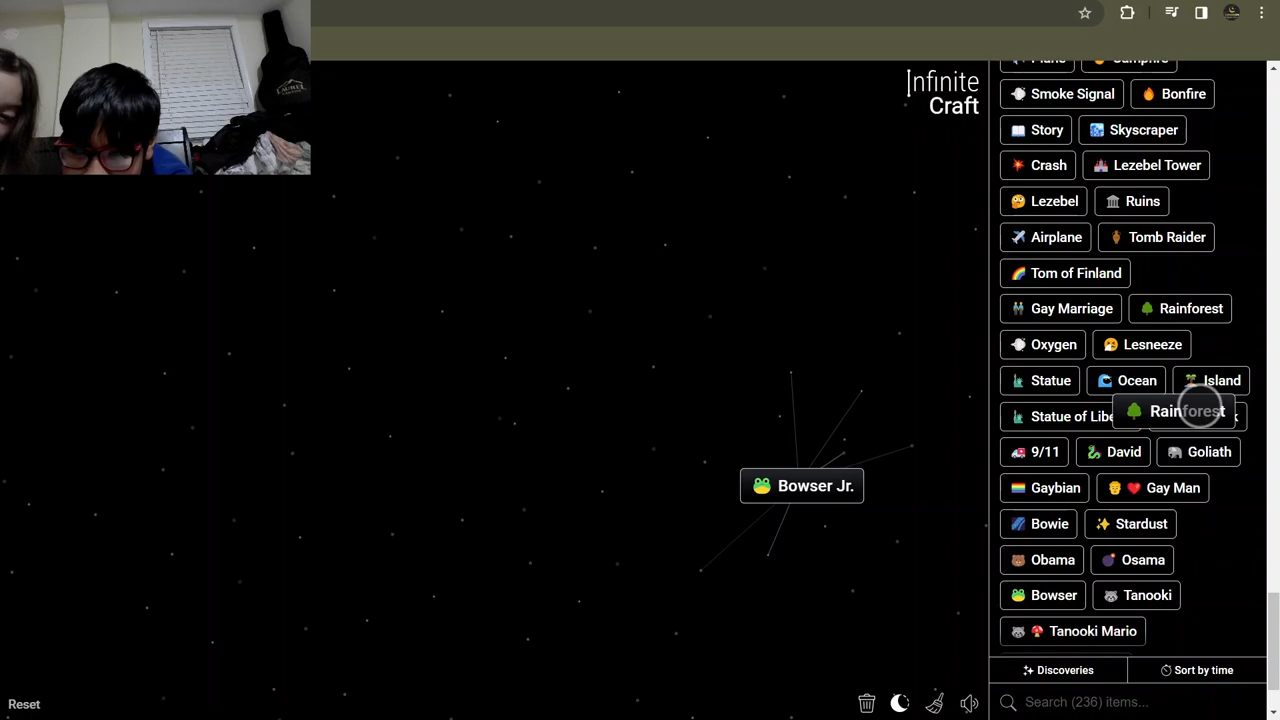 Infinite
Craft
Smoke Signal Bonfire
Story Skyscraper
Crash Lezebel Tower
Lezebel Ruins
Airplane Tomb Raider
Tom of Finland
Gay Marriage Rainforest
Oxygen Lesneeze
Statue Ocean Island
Statue of Libe Rainforest k
9/11 David Goliath
Gaybian Gay Man
Bowser Jr.
Bowie Stardust
Obama Osama
Bowser Tanooki
Tanooki Mario
Discoveries Sort by time
Search (236) items...
Reset